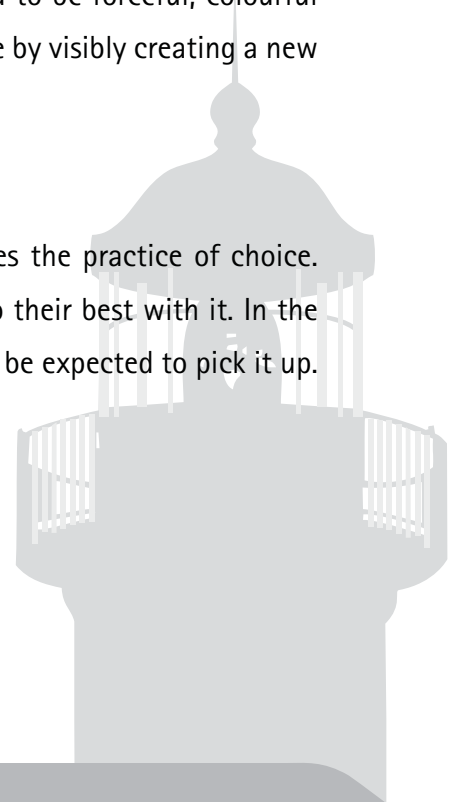 to be forceful, colourful
e by visibly creating a new
es the practice of choice.
o their best with it. In the
be expected to pick it up.